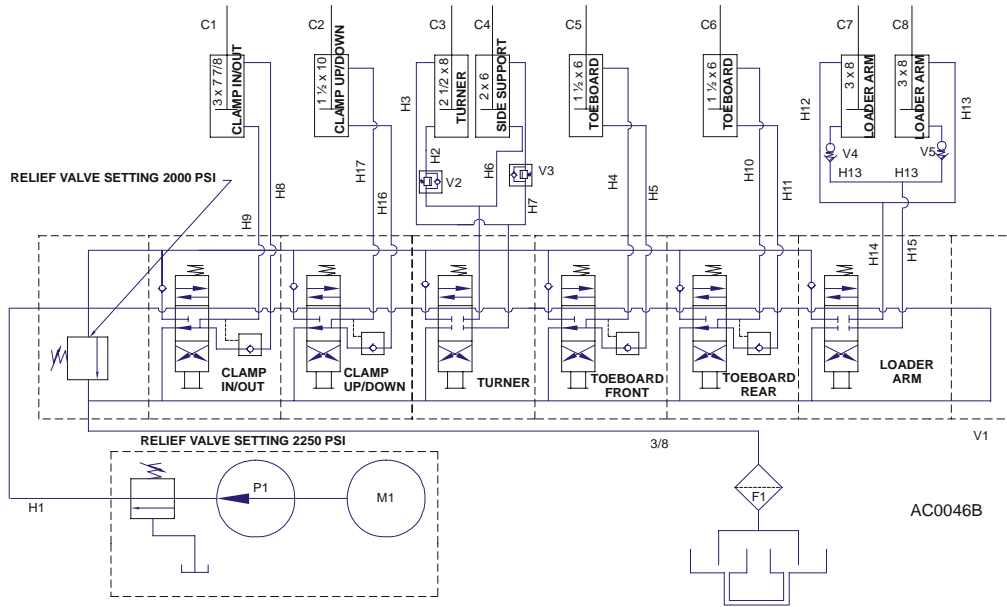 C1
C2
C3
C4
C5
C6
C7
C8
3 x 7 7/8
CLAMP IN/OUT
1 ½ x 10
CLAMP UP/DOWN
2 1/2 x 8
TURNER
2 x 6
SIDE SUPPORT
1 ½ x 6
TOEBOARD
1 ½ x 6
TOEBOARD
3 x 8
LOADER ARM
3 x 8
LOADER ARM
H3
H12
H13
H2
H6
V2
V3
V4
V5
H13
H13
RELIEF VALVE SETTING 2000 PSI
H9
H8
H17
H16
H7
H4
H5
H10
H11
H14
H15
CLAMP
IN/OUT
CLAMP
UP/DOWN
TURNER
TOEBOARD
FRONT
TOEBOARD
REAR
LOADER
ARM
RELIEF VALVE SETTING 2250 PSI
3/8
V1
H1
P1
M1
F1
AC0046B